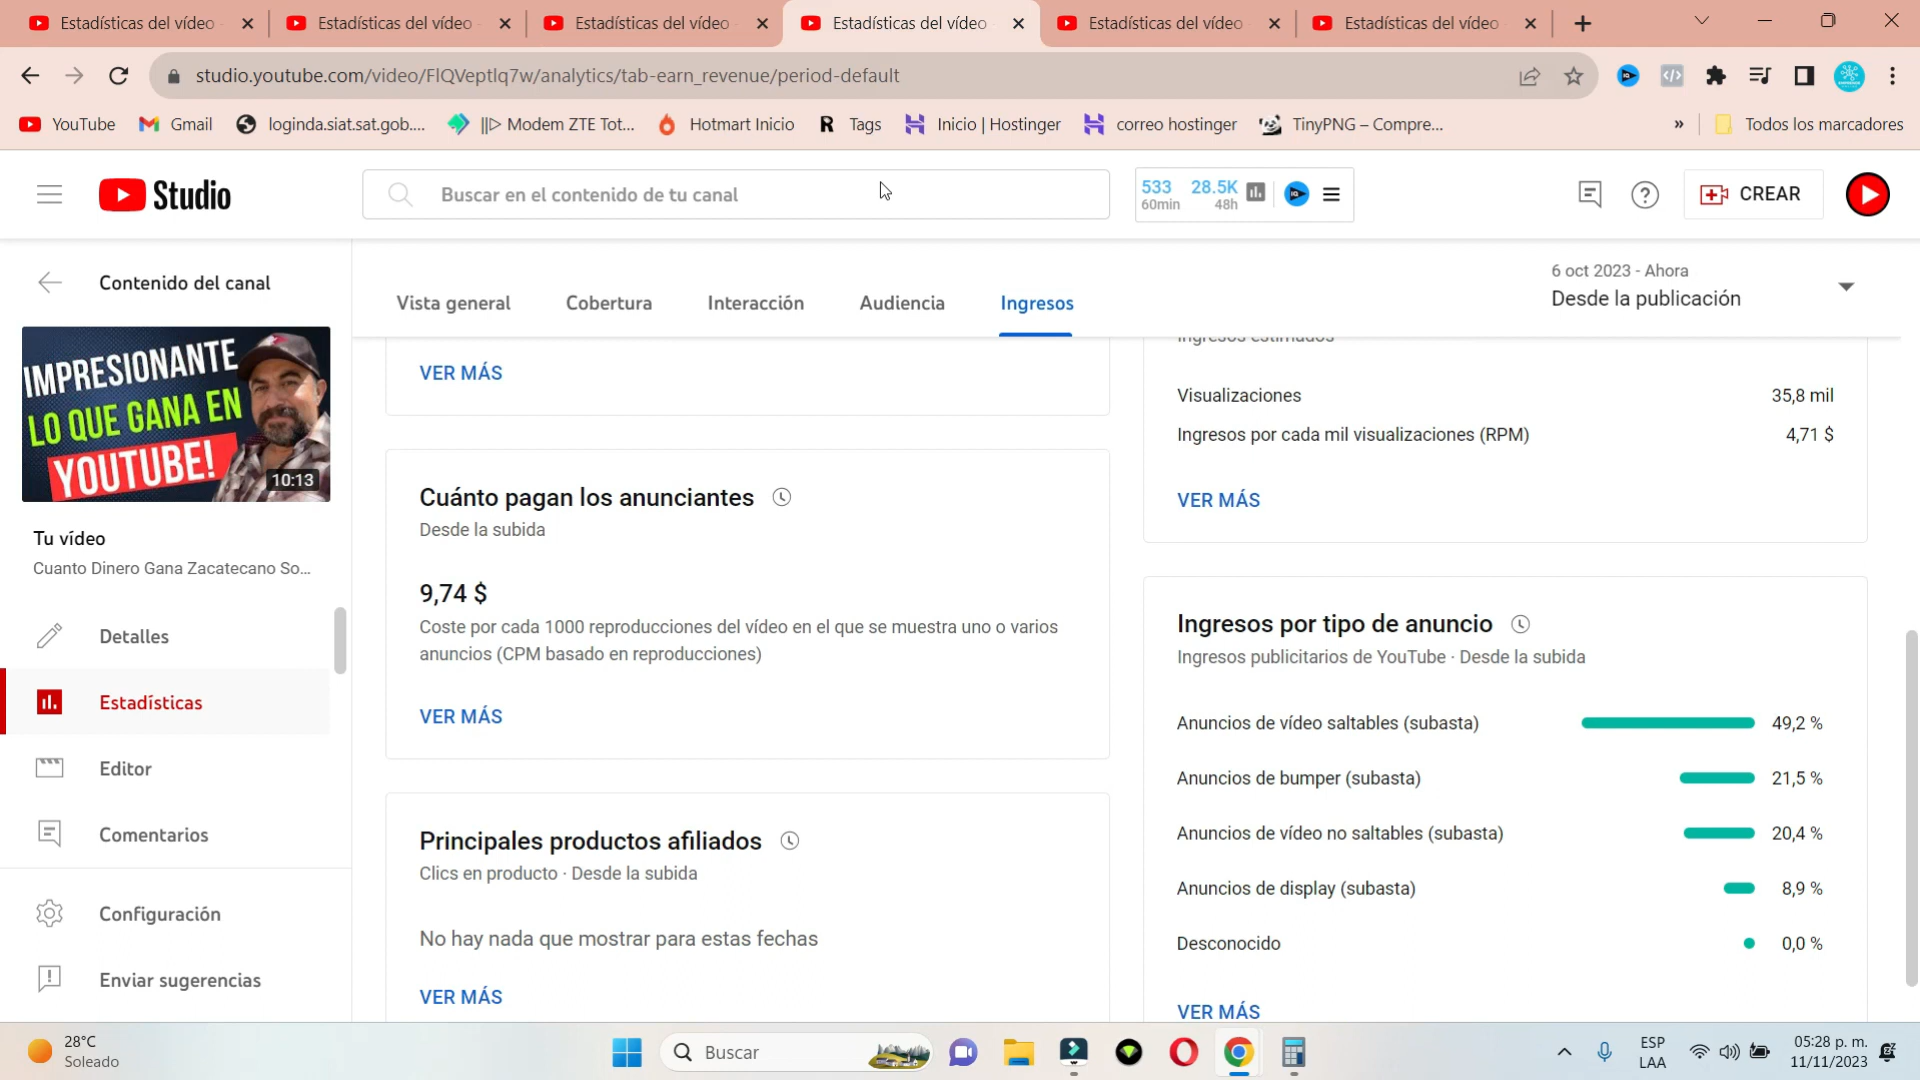 Estadísticas del vídeo
Estadísticas del vídeo
Estadísticas del vídeo
Estadísticas del vídeo
Estadísticas del vídeo
Estadísticas del vídeo
studio.youtube.com/video/FlQVeptlq7w/analytics/tab-earn_revenue/period-default
YouTube
Gmail
loginda.siat.sat.gob....
||▷ Modem ZTE Tot...
Hotmart Inicio
R Tags
Inicio | Hostinger
correo hostinger
TinyPNG – Compre...
»
Todos los marcadores
Studio
Buscar en el contenido de tu canal
533 28.5K
60min 48h
CREAR
Contenido del canal
IMPRESIONANTE
LO QUE GANA EN
YOUTUBE!
10:13
Tu vídeo
Cuanto Dinero Gana Zacatecano So...
Detalles
Estadísticas
Editor
Comentarios
Configuración
Enviar sugerencias
Vista general
Cobertura
Interacción
Audiencia
Ingresos
6 oct 2023 - Ahora
Desde la publicación
VER MÁS
Cuánto pagan los anunciantes
Desde la subida
9,74 $
Coste por cada 1000 reproducciones del vídeo en el que se muestra uno o varios
anuncios (CPM basado en reproducciones)
VER MÁS
Principales productos afiliados
Clics en producto · Desde la subida
No hay nada que mostrar para estas fechas
VER MÁS
Ingresos estimados
Visualizaciones 35,8 mil
Ingresos por cada mil visualizaciones (RPM) 4,71 $
VER MÁS
Ingresos por tipo de anuncio
Ingresos publicitarios de YouTube · Desde la subida
Anuncios de vídeo saltables (subasta) 49,2 %
Anuncios de bumper (subasta) 21,5 %
Anuncios de vídeo no saltables (subasta) 20,4 %
Anuncios de display (subasta) 8,9 %
Desconocido 0,0 %
VER MÁS
28°C
Soleado
Buscar
ESP
LAA
05:28 p. m.
11/11/2023